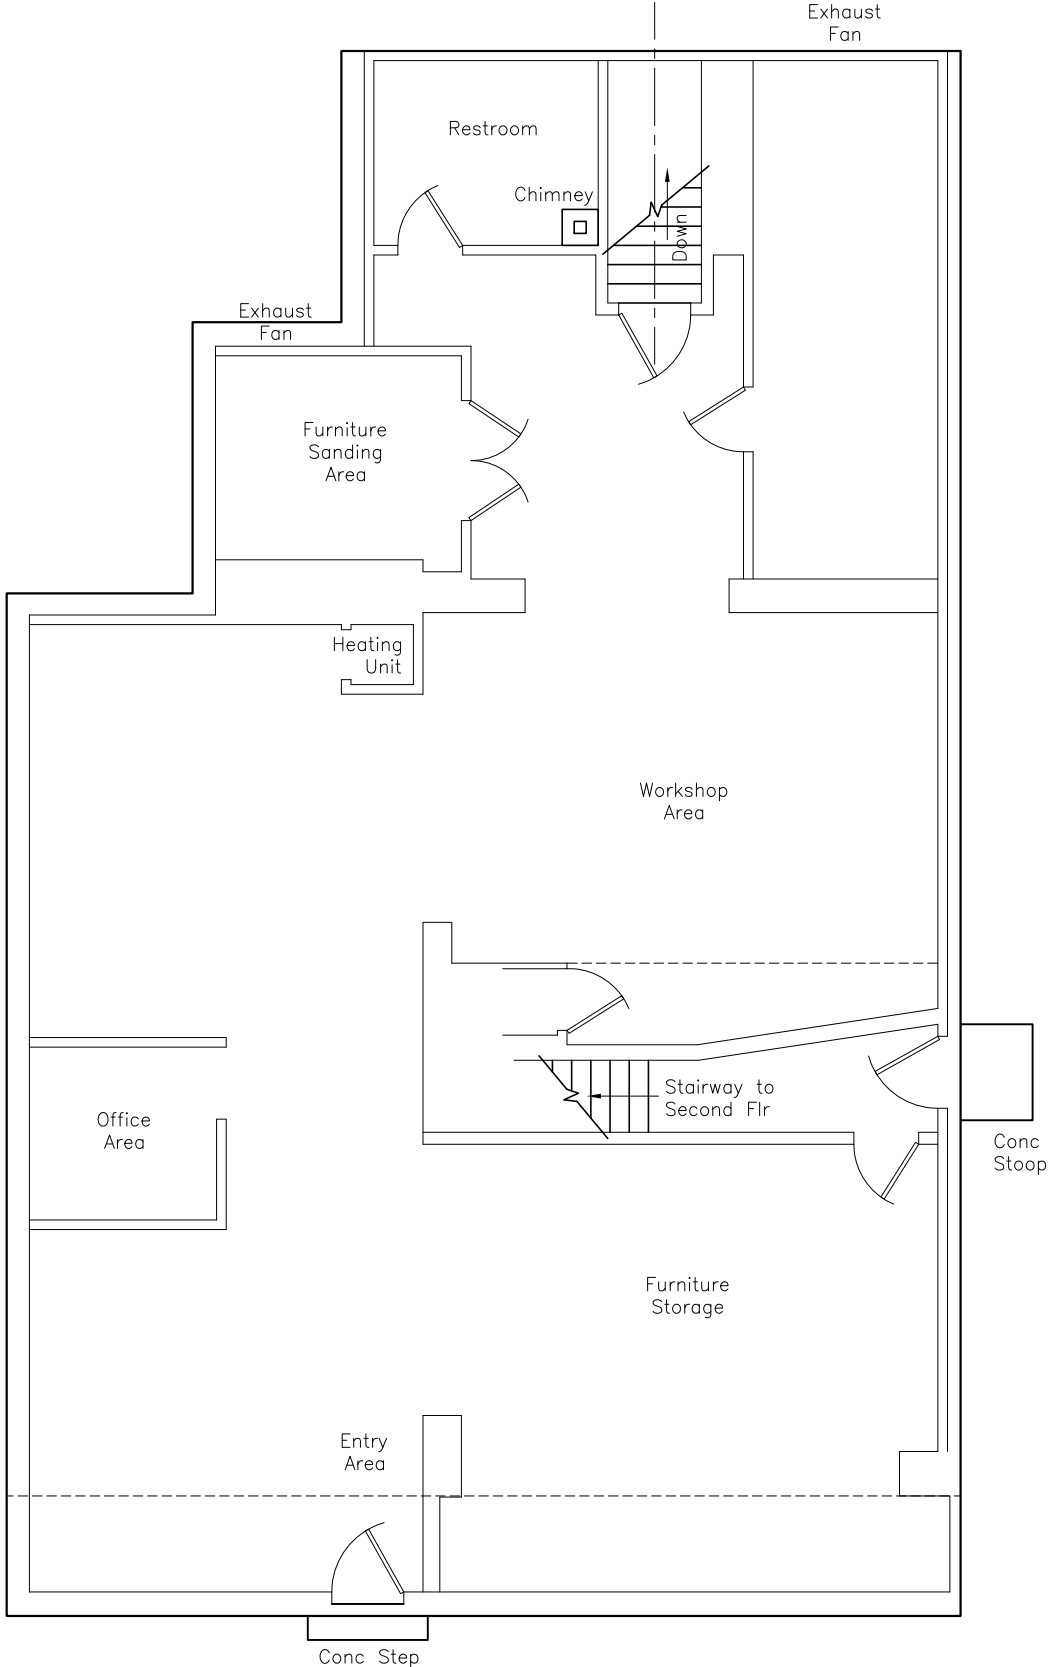 Exhaust
Fan
Restroom
Chimney
Down
Exhaust
Fan
Furniture
Sanding
Area
Heating
Unit
Workshop
Area
Stairway to
Second Flr
Office
Area
Conc
Stoop
Furniture
Storage
Entry
Area
Conc Step